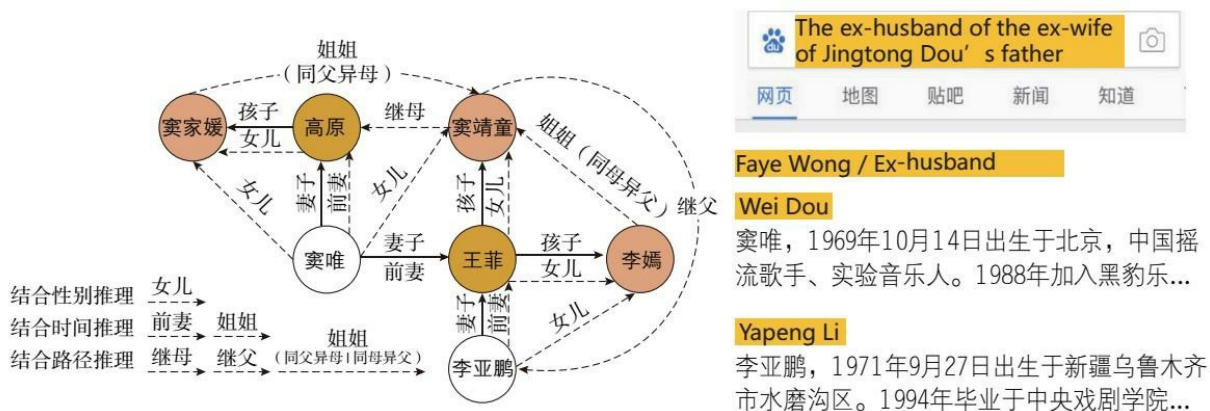 姐姐
（同父异母）
窦家媛
孩子
女儿
高原
继母
窦靖童
姐姐（同母异父）
继父
女儿
妻子
前妻
女儿
孩子
女儿
窦唯
妻子
前妻
王菲
孩子
女儿
李嫣
妻子
前妻
女儿
李亚鹏
结合性别推理 女儿
结合时间推理 前妻 姐姐
结合路径推理 继母 继父 姐姐
（同父异母|同母异父）
du
The ex-husband of the ex-wife
of Jingtong Dou's father
网页 地图 贴吧 新闻 知道
Faye Wong / Ex-husband
Wei Dou
窦唯，1969年10月14日出生于北京，中国摇
流歌手、实验音乐人。1988年加入黑豹乐...
Yapeng Li
李亚鹏，1971年9月27日出生于新疆乌鲁木齐
市水磨沟区。1994年毕业于中央戏剧学院...